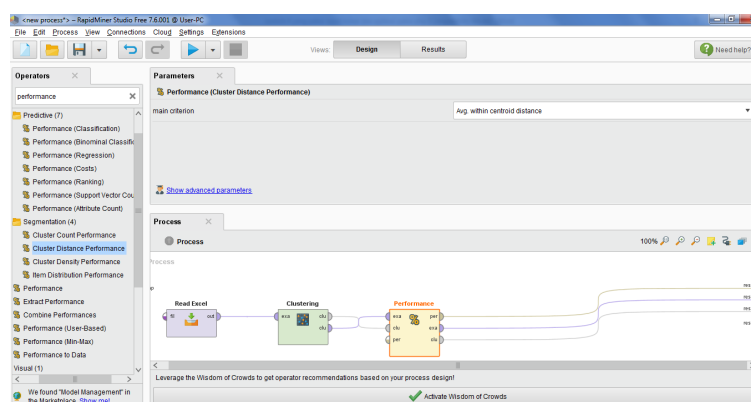 <new process*> – RapidMiner Studio Free 7.6.001 @ User-PC
File Edit Process View Connections Cloud Settings Extensions
Views: Design Results Need help?
Operators
performance
Predictive (7)
Performance (Classification)
Performance (Binominal Classific
Performance (Regression)
Performance (Costs)
Performance (Ranking)
Performance (Support Vector Cou
Performance (Attribute Count)
Segmentation (4)
Cluster Count Performance
Cluster Distance Performance
Cluster Density Performance
Item Distribution Performance
Performance
Extract Performance
Combine Performances
Performance (User-Based)
Performance (Min-Max)
Performance to Data
Visual (1)
We found "Model Management" in
the Marketplace. Show me!
Parameters
Performance (Cluster Distance Performance)
main criterion Avg. within centroid distance
Show advanced parameters
Process
Process 100%
Process
Read Excel Clustering Performance
fil out exa clu clu exa clu per per exa clu
res
res
res
res
Leverage the Wisdom of Crowds to get operator recommendations based on your process design!
Activate Wisdom of Crowds